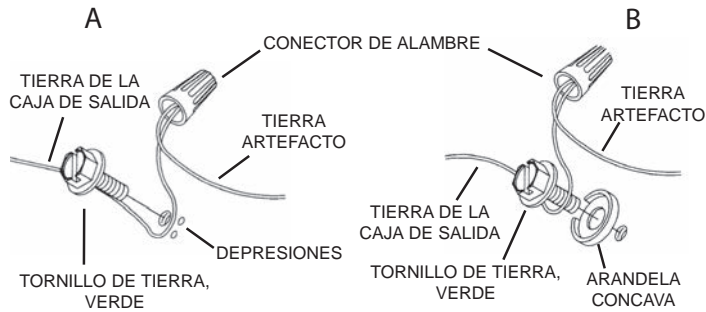 A
B
CONECTOR DE ALAMBRE
TIERRA DE LA
CAJA DE SALIDA
TIERRA
ARTEFACTO
DEPRESIONES
TORNILLO DE TIERRA,
VERDE
TIERRA
ARTEFACTO
TIERRA DE LA
CAJA DE SALIDA
TORNILLO DE TIERRA,
VERDE
ARANDELA
CONCAVA